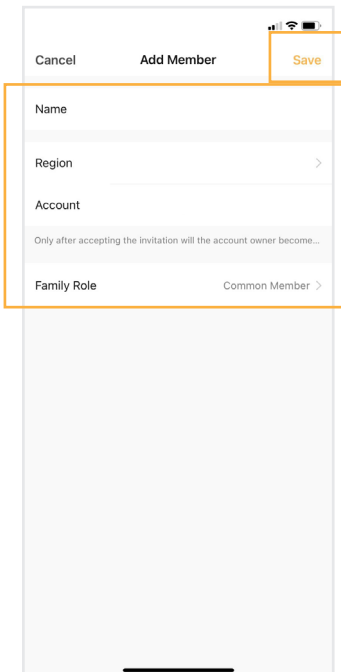 Cancel Add Member Save
Name
Region
Account
Only after accepting the invitation will the account owner become...
Family Role Common Member